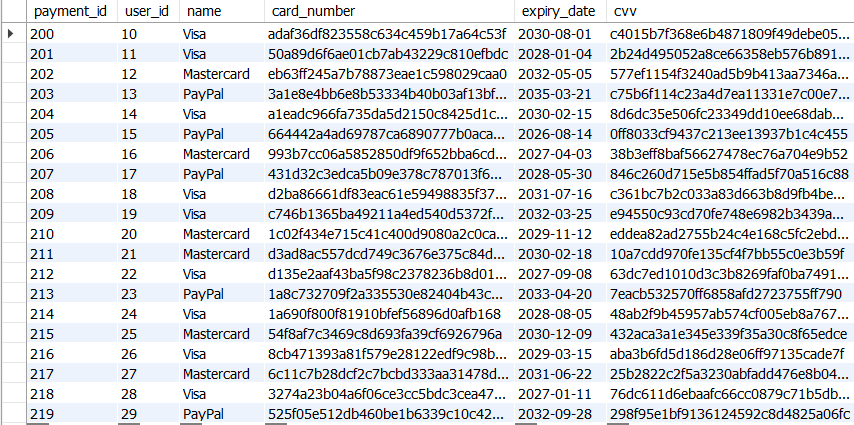 payment_id user_id name card_number expiry_date cvv
200 10 Visa adaf36df823558c634c459b17a64c53f 2030-08-01 c4015b7f368e6b4871809f49debe05...
201 11 Visa 50a89d6f6ae01cb7ab43229c810efbdc 2028-01-04 2b24d495052a8ce66358eb576b891...
202 12 Mastercard eb63ff245a7b78873eae1c598029caa0 2032-05-05 577ef1154f3240ad5b9b413aa7346a...
203 13 PayPal 3a1e8e4bb6e8b53334b40b03af13bf... 2035-03-21 c75b6f114c23a4d7ea11331e7c00e7...
204 14 Visa a1eadc966fa735da5d2150c8425d1c... 2030-02-15 8d6dc35e506fc23349dd10ee68dab...
205 15 PayPal 664442a4ad69787ca6890777b0aca... 2026-08-14 0ff8033cf9437c213ee13937b1c4c455
206 16 Mastercard 993b7cc06a5852850df9f652bba6cd... 2027-04-03 38b3eff8baf56627478ec76a704e9b52
207 17 PayPal 431d32c3edca5b09e378c787013f6... 2028-05-30 846c260d715e5b854ffad5f70a516c88
208 18 Visa d2ba86661df83eac61e59498835f37... 2031-07-16 c361bc7b2c033a83d663b8d9fb4be...
209 19 Visa c746b1365ba49211a4ed540d5372f... 2032-03-25 e94550c93cd70fe748e6982b3439a...
210 20 Mastercard 1c02f434e715c41c400d9080a2c0ca... 2029-11-12 eddea82ad2755b24c4e168c5fc2ebd...
211 21 Mastercard d3ad8ac557dcd749c3676e375c84d... 2030-02-18 10a7cdd970fe135cf4f7bb55c0e3b59f
212 22 Visa d135e2aaf43ba5f98c2378236b8d01... 2027-09-08 63dc7ed1010d3c3b8269faf0ba7491...
213 23 PayPal 1a8c732709f2a335530e82404b43c... 2033-04-20 7eacb532570ff6858afd2723755ff790
214 24 Visa 1a690f800f81910bfef56896d0afb168 2028-08-05 48ab2f9b45957ab574cf005eb8a767...
215 25 Mastercard 54f8af7c3469c8d693fa39cf6926796a 2030-12-09 432aca3a1e345e339f35a30c8f65edce
216 26 Visa 8cb471393a81f579e28122edf9c98b... 2029-03-15 aba3b6fd5d186d28e06ff97135cade7f
217 27 Mastercard 6c11c7b28dcf2c7bcbd333aa31478d... 2031-06-22 25b2822c2f5a3230abfadd476e8b04...
218 28 Visa 3274a23b04a6f06ce3cc5bdc3cea47... 2027-01-11 76dc611d6ebaafc66cc0879c71b5db...
219 29 PayPal 525f05e512db460be1b6339c10c42... 2032-09-28 298f95e1bf9136124592c8d4825a06fc